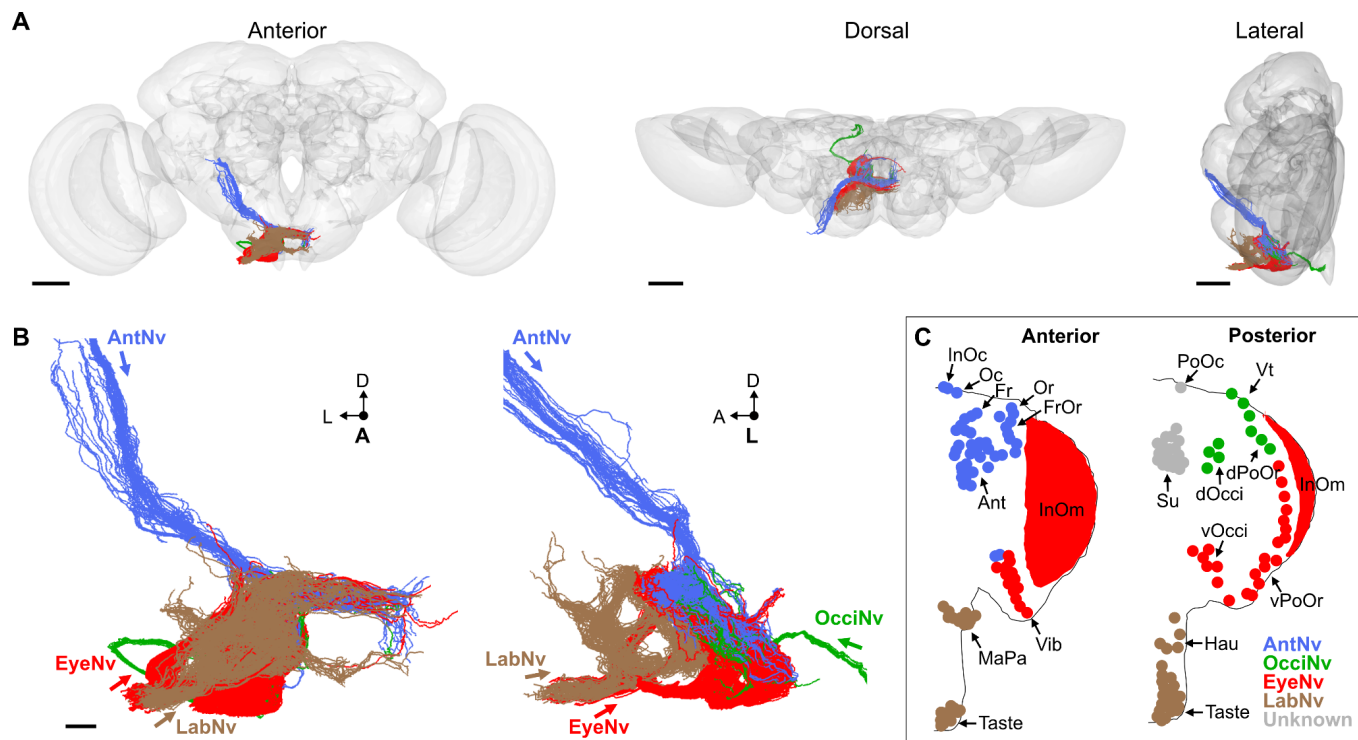 A
Anterior
Dorsal
Lateral
B
AntNv
D
L
A
EyeNv
LabNv
AntNv
D
A
L
OcciNv
LabNv
EyeNv
C
Anterior
InOc
Oc
Fr
Or
FrOr
Ant
InOm
Vib
MaPa
Taste
Posterior
PoOc
Vt
Su
dOcci
dPoOr
InOm
vOcci
vPoOr
Hau
Taste
AntNv
OcciNv
EyeNv
LabNv
Unknown